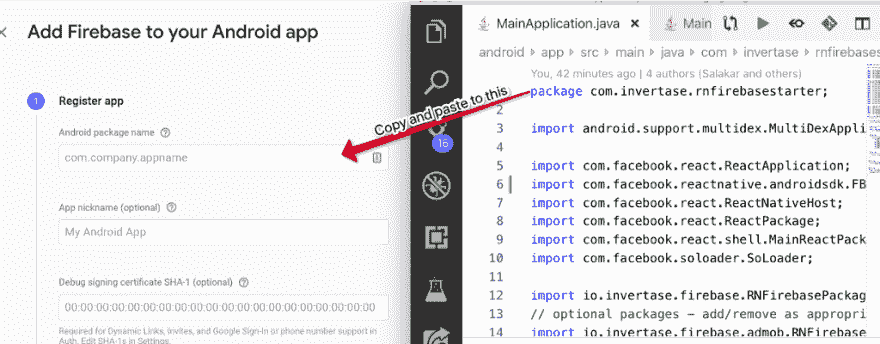 Add Firebase to your Android app
1 Register app
Android package name
com.company.appname
App nickname (optional)
My Android App
Debug signing certificate SHA-1 (optional)
00:00:00:00:00:00:00:00:00:00:00:00:00:00:00:00:00:00:00:00
Required for Dynamic Links, Invites, and Google Sign-In or phone number support in
Auth. Edit SHA-1s in Settings.
Copy and paste to this
16
MainApplication.java
Main
android > app > src > main > java > com > invertase > rnfirebases
You, 42 minutes ago | 4 authors (Salakar and others)
package com.invertase.rnfirebasestarter;
2
3 import android.support.multidex.MultiDexAppli
4
5 import com.facebook.react.ReactApplication;
6 import com.facebook.reactnative.androidsdk.FB
7 import com.facebook.react.ReactNativeHost;
8 import com.facebook.react.ReactPackage;
9 import com.facebook.react.shell.MainReactPack
10 import com.facebook.soloader.SoLoader;
11
12 import io.invertase.firebase.RNFirebasePackag
13 // optional packages - add/remove as appropri
14 import io.invertase.firebase.admob.RNFirebase